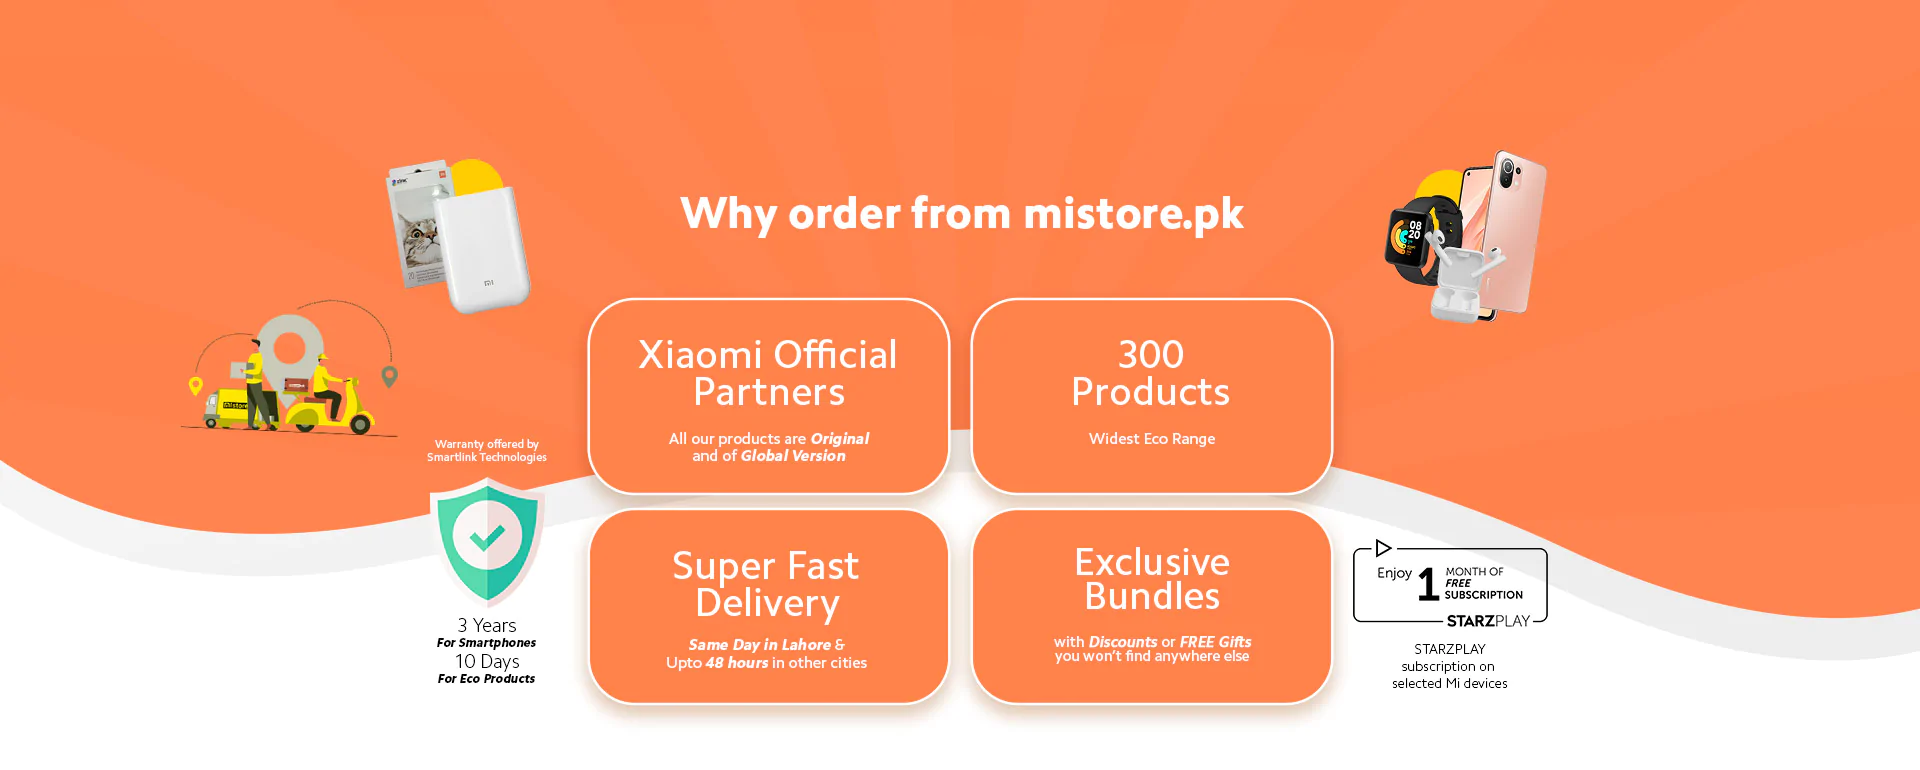 Why order from mistore.pk
Xiaomi Official
Partners
All our products are Original
and of Global Version
300
Products
Widest Eco Range
Super Fast
Delivery
Same Day in Lahore &
Upto 48 hours in other cities
Exclusive
Bundles
with Discounts or FREE Gifts
you won't find anywhere else
Warranty offered by
Smartlink Technologies
3 Years
For Smartphones
10 Days
For Eco Products
Enjoy 1 MONTH OF
FREE
SUBSCRIPTION
STARZPLAY
STARZPLAY
subscription on
selected Mi devices
mistore
08
20